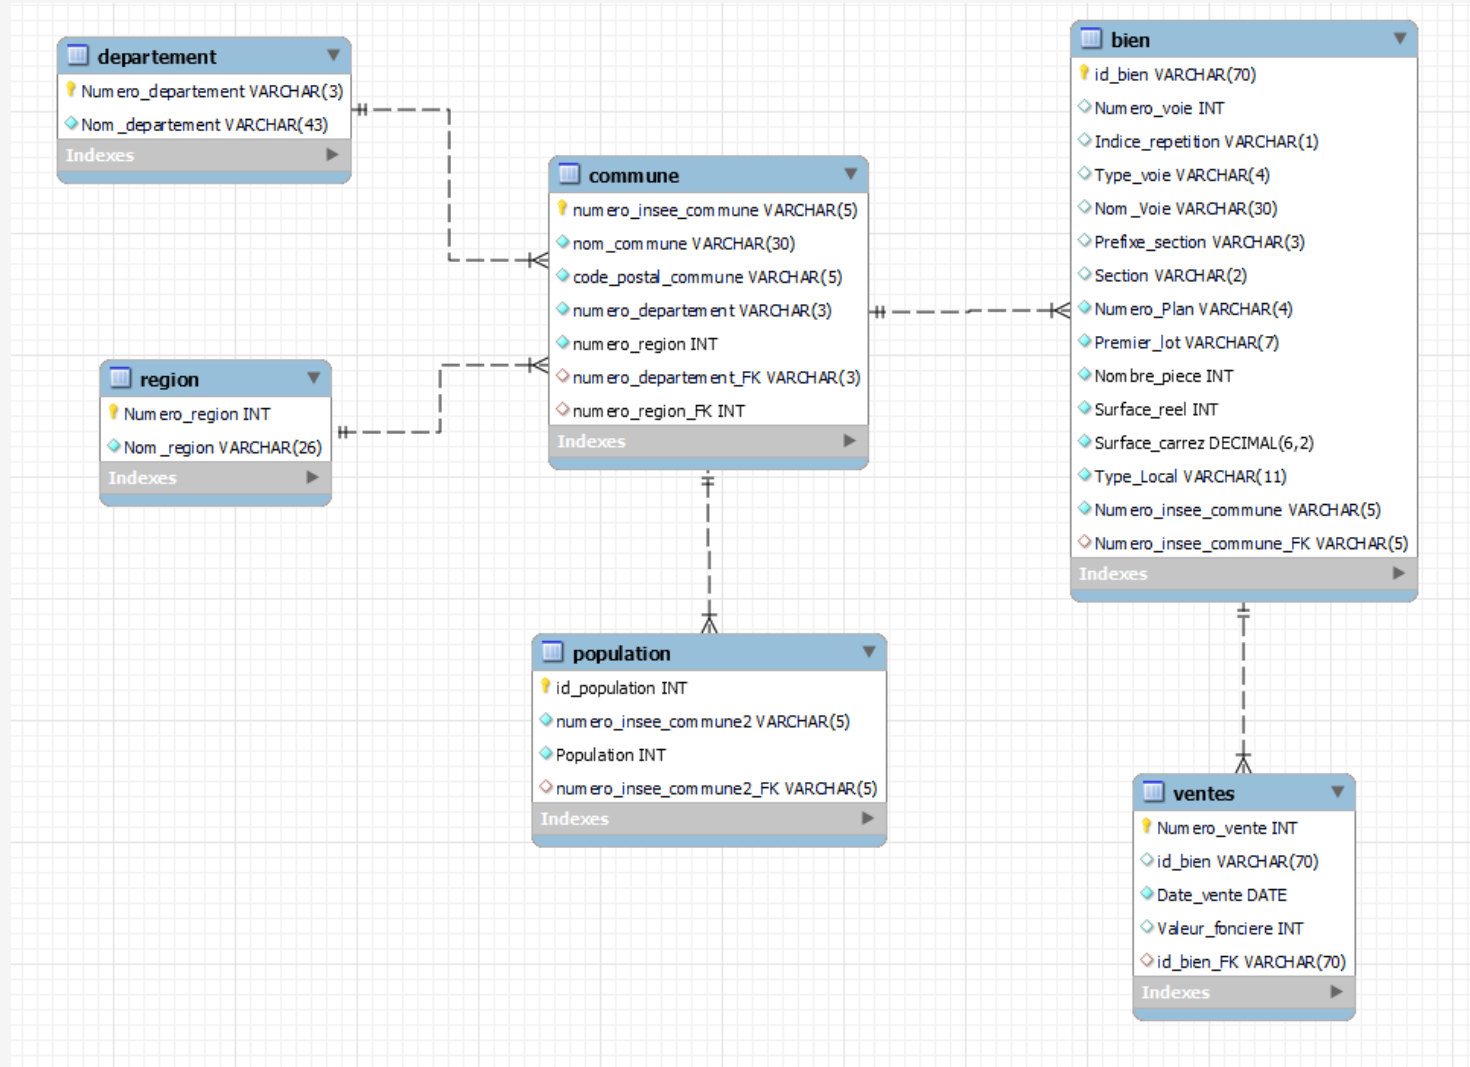 departement
Numero_departement VARCHAR(3)
Nom_departement VARCHAR(43)
Indexes
region
Numero_region INT
Nom_region VARCHAR(26)
Indexes
commune
numero_insee_commune VARCHAR(5)
nom_commune VARCHAR(30)
code_postal_commune VARCHAR(5)
numero_departement VARCHAR(3)
numero_region INT
numero_departement_FK VARCHAR(3)
numero_region_FK INT
Indexes
population
id_population INT
numero_insee_commune2 VARCHAR(5)
Population INT
numero_insee_commune2_FK VARCHAR(5)
Indexes
bien
id_bien VARCHAR(70)
Numero_voie INT
Indice_repetition VARCHAR(1)
Type_voie VARCHAR(4)
Nom_Voie VARCHAR(30)
Prefixe_section VARCHAR(3)
Section VARCHAR(2)
Numero_Plan VARCHAR(4)
Premier_lot VARCHAR(7)
Nombre_piece INT
Surface_reel INT
Surface_carrez DECIMAL(6,2)
Type_Local VARCHAR(11)
Numero_insee_commune VARCHAR(5)
Numero_insee_commune_FK VARCHAR(5)
Indexes
ventes
Numero_vente INT
id_bien VARCHAR(70)
Date_vente DATE
Valeur_fonciere INT
id_bien_FK VARCHAR(70)
Indexes